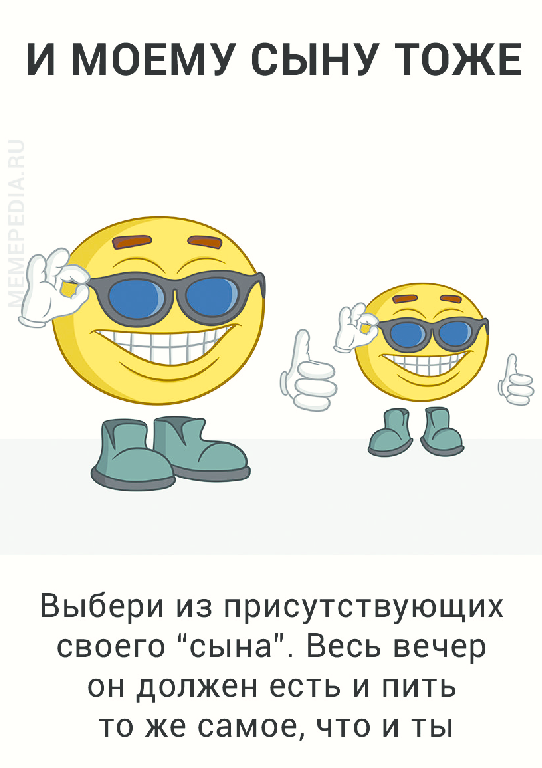 И МОЕМУ СЫНУ ТОЖЕ
MEMEPEDIA.RU
Выбери из присутствующих
своего "сына". Весь вечер
он должен есть и пить
то же самое, что и ты